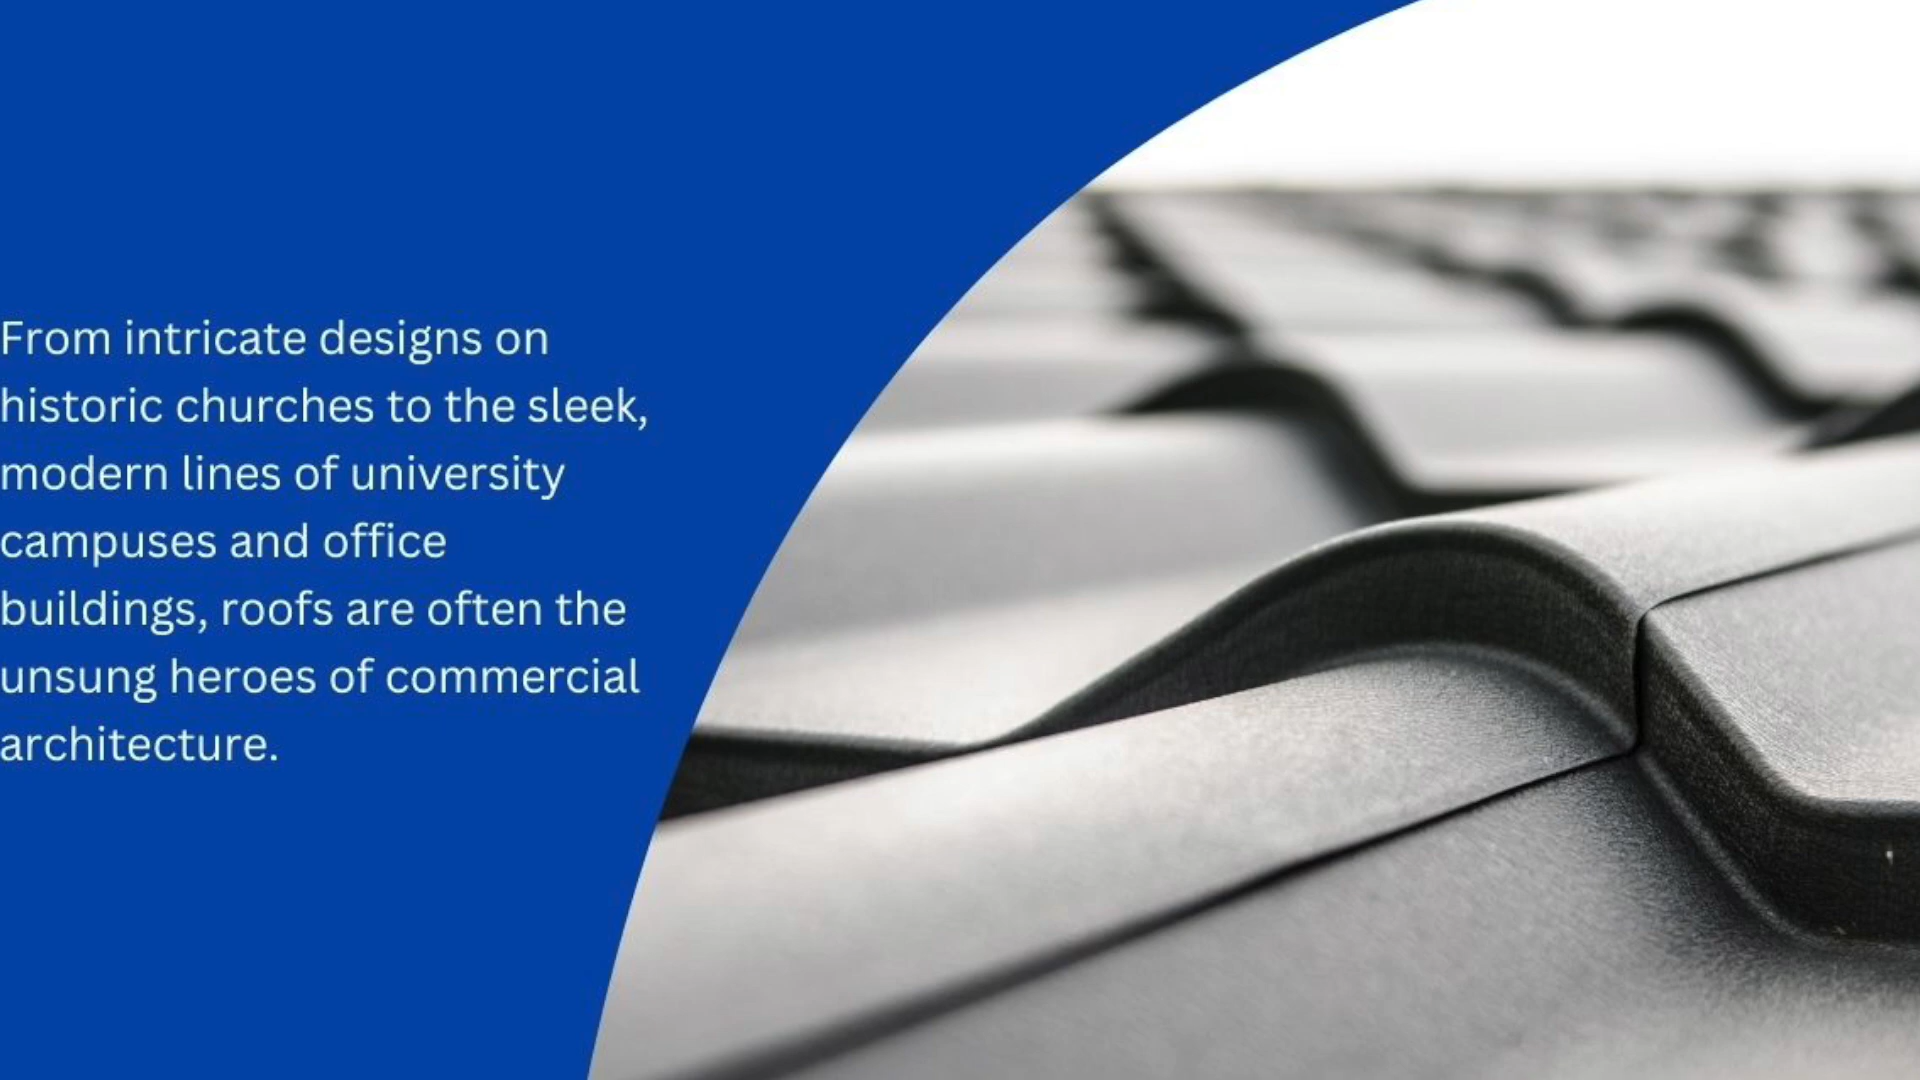 From intricate designs on
historic churches to the sleek,
modern lines of university
campuses and office
buildings, roofs are often the
unsung heroes of commercial
architecture.